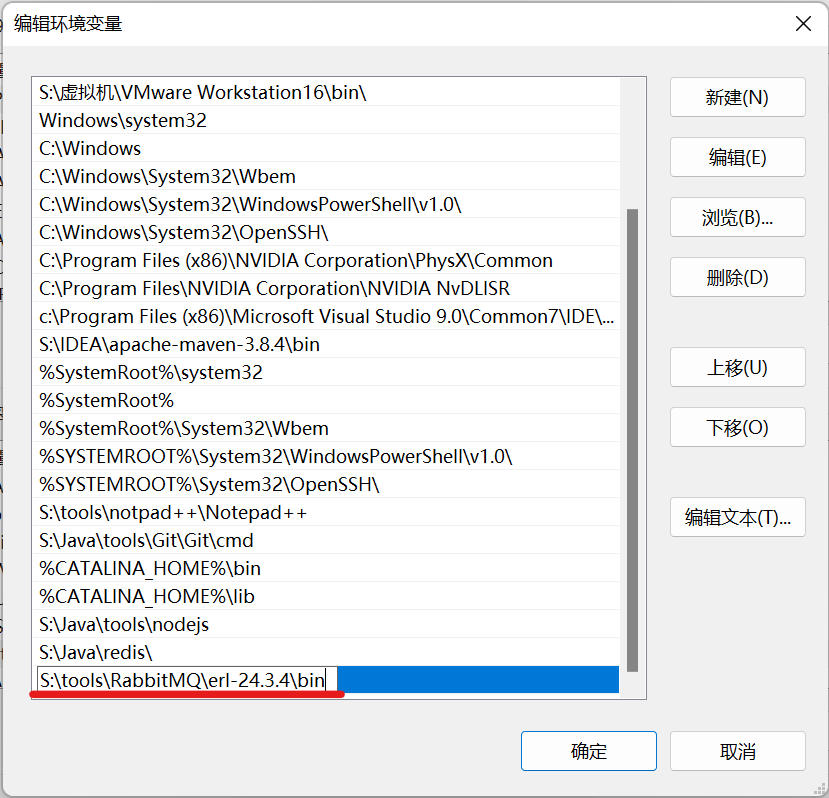 编辑环境变量
S:\虚拟机\VMware Workstation16\bin\
Windows\system32
C:\Windows
C:\Windows\System32\Wbem
C:\Windows\System32\WindowsPowerShell\v1.0\
C:\Windows\System32\OpenSSH\
C:\Program Files (x86)\NVIDIA Corporation\PhysX\Common
C:\Program Files\NVIDIA Corporation\NVIDIA NvDLISR
c:\Program Files (x86)\Microsoft Visual Studio 9.0\Common7\IDE\...
S:\IDEA\apache-maven-3.8.4\bin
%SystemRoot%\system32
%SystemRoot%
%SystemRoot%\System32\Wbem
%SYSTEMROOT%\System32\WindowsPowerShell\v1.0\
%SYSTEMROOT%\System32\OpenSSH\
S:\tools\notpad++\Notepad++
S:\Java\tools\Git\Git\cmd
%CATALINA_HOME%\bin
%CATALINA_HOME%\lib
S:\Java\tools\nodejs
S:\Java\redis\
S:\tools\RabbitMQ\erl-24.3.4\bin
新建(N)
编辑(E)
浏览(B)...
删除(D)
上移(U)
下移(O)
编辑文本(T)...
确定
取消